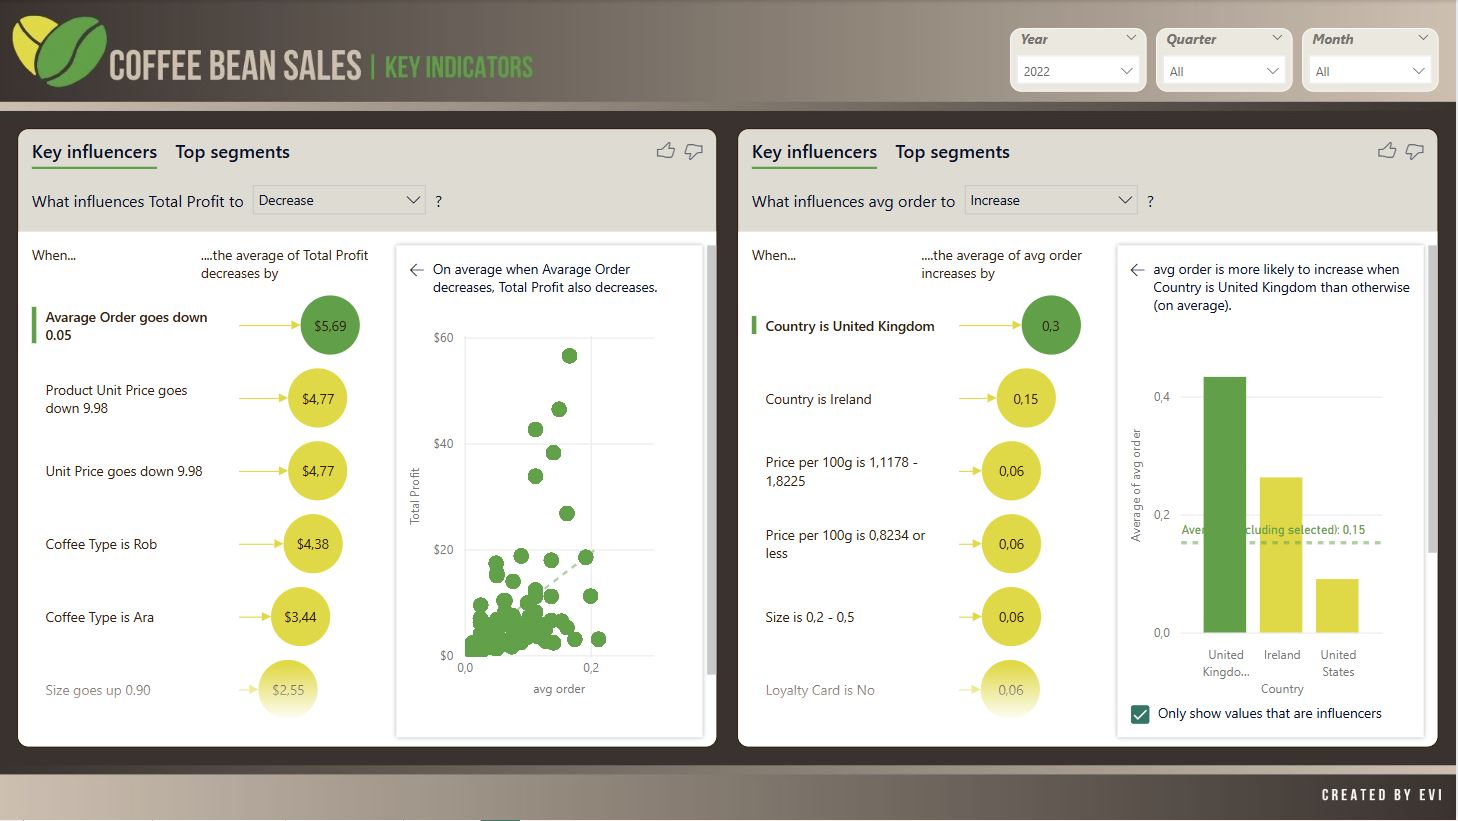 COFFEE BEAN SALES | KEY INDICATORS
Year
2022
Quarter
All
Month
All
Key influencers Top segments
What influences Total Profit to Decrease ?
When...
....the average of Total Profit
decreases by
Avarage Order goes down
0.05
$5,69
Product Unit Price goes
down 9.98
$4,77
Unit Price goes down 9.98
$4,77
Coffee Type is Rob
$4,38
Coffee Type is Ara
$3,44
Size goes up 0.90
$2,55
On average when Avarage Order
decreases, Total Profit also decreases.
Total Profit
$60
$40
$20
$0
0,0 0,2
avg order
Key influencers Top segments
What influences avg order to Increase ?
When...
....the average of avg order
increases by
Country is United Kingdom
0,3
Country is Ireland
0,15
Price per 100g is 1,1178 -
1,8225
0,06
Price per 100g is 0,8234 or
less
0,06
Size is 0,2 - 0,5
0,06
Loyalty Card is No
0,06
avg order is more likely to increase when
Country is United Kingdom than otherwise
(on average).
Average of avg order
0,4
0,2
cluding selected): 0,15
0,0
United
Kingdo...
Ireland
United
States
Country
Only show values that are influencers
CREATED BY EVI